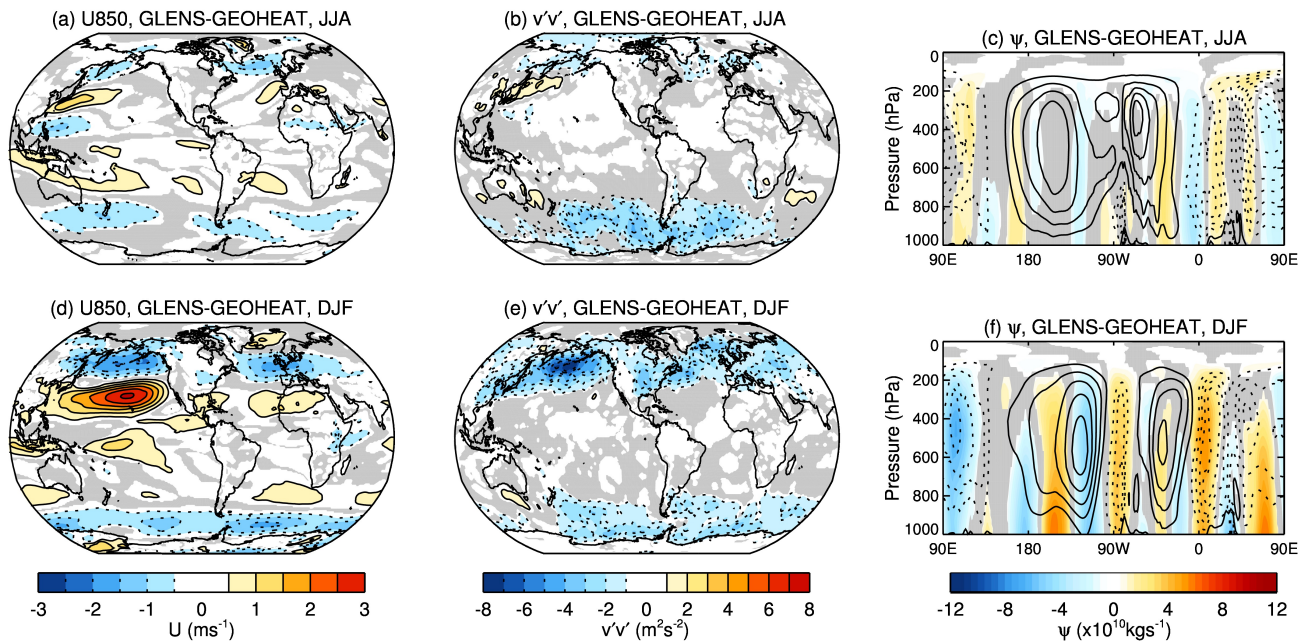 (a) U850, GLENS-GEOHEAT, JJA
(b) v′v′, GLENS-GEOHEAT, JJA
(c) ψ, GLENS-GEOHEAT, JJA
Pressure (hPa)
0
200
400
600
800
1000
90E 180 90W 0 90E
(d) U850, GLENS-GEOHEAT, DJF
(e) v′v′, GLENS-GEOHEAT, DJF
(f) ψ, GLENS-GEOHEAT, DJF
Pressure (hPa)
0
200
400
600
800
1000
90E 180 90W 0 90E
-3 -2 -1 0 1 2 3
U (ms⁻¹)
-8 -6 -4 -2 0 2 4 6 8
v′v′ (m²s⁻²)
-12 -8 -4 0 4 8 12
ψ (x10¹⁰kgs⁻¹)